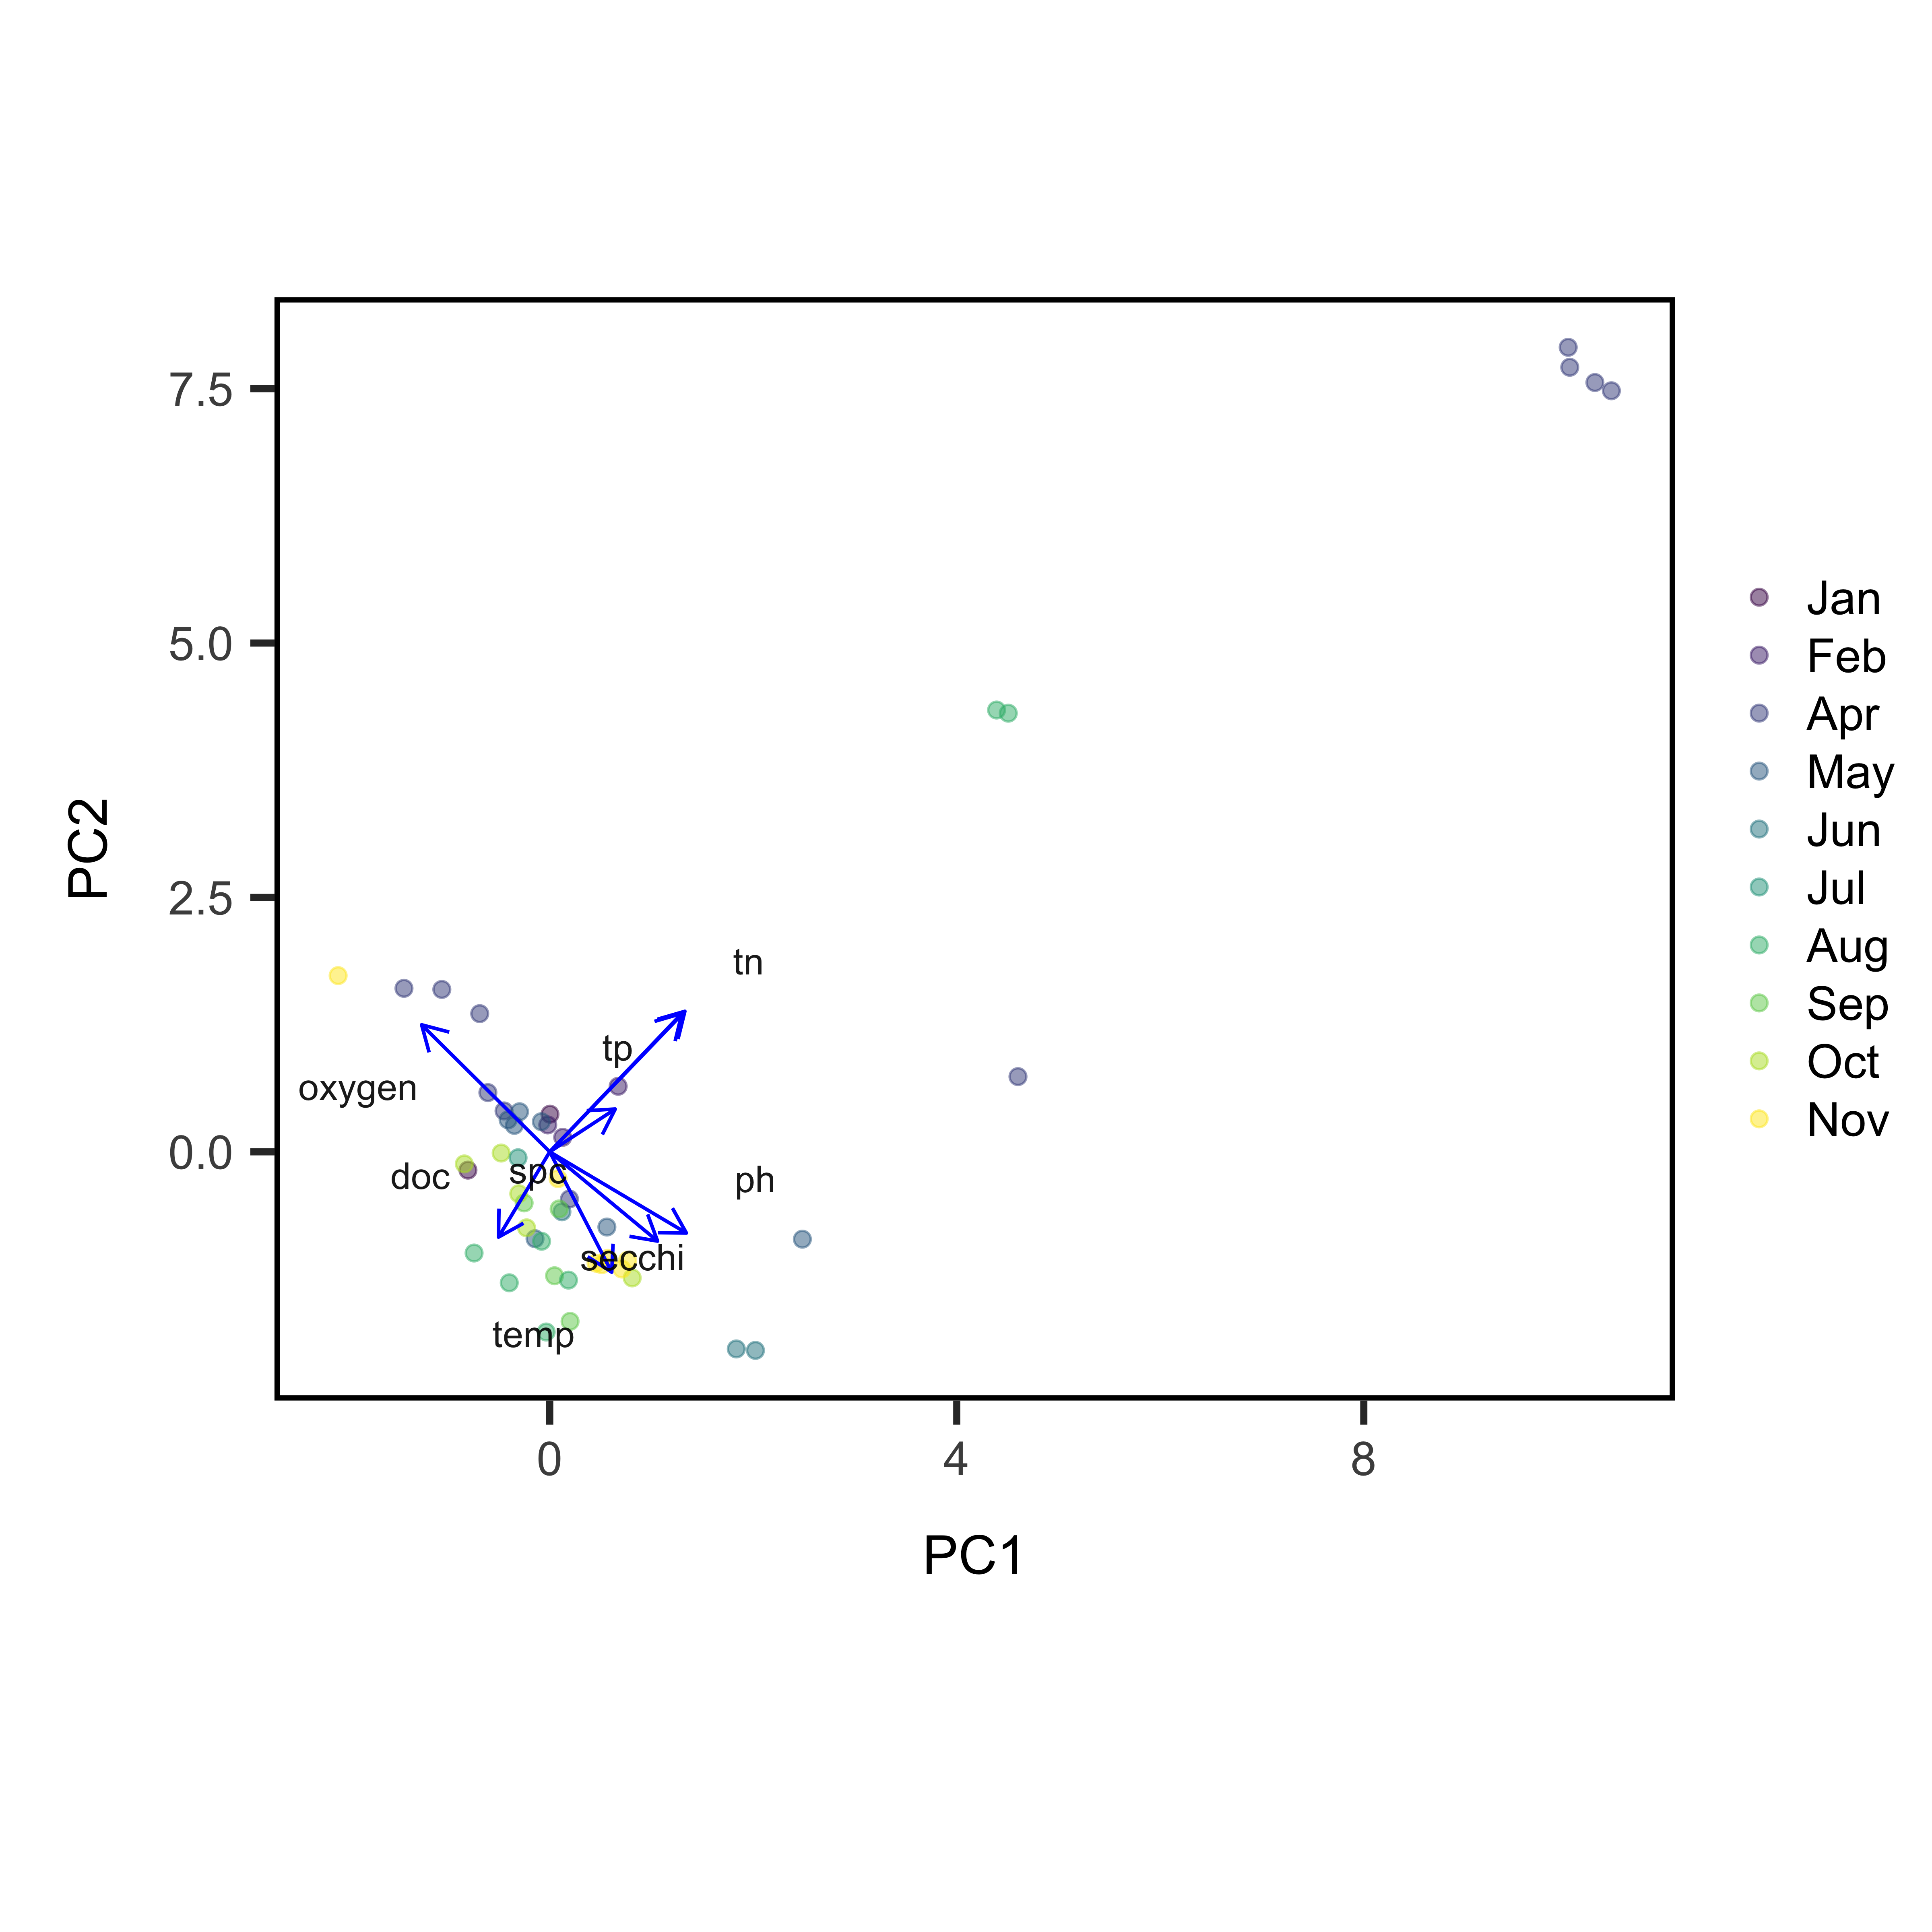 7.5
5.0
2.5
0.0
PC2
tn
tp
oxygen
doc
spc
ph
secchi
temp
0
4
8
PC1
Jan
Feb
Apr
May
Jun
Jul
Aug
Sep
Oct
Nov